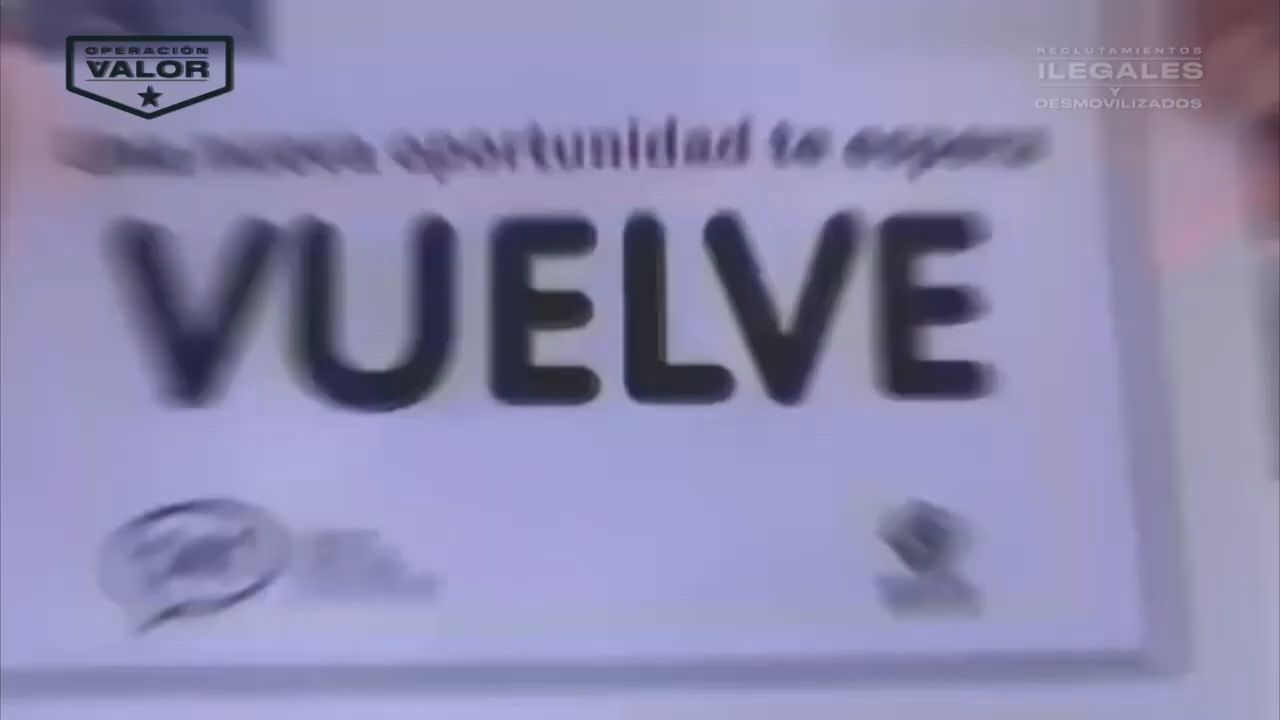 OPERACIÓN
VALOR
RECLUTAMIENTOS
ILEGALES
Y
DESMOVILIZADOS
Una nueva oportunidad te espera
VUELVE